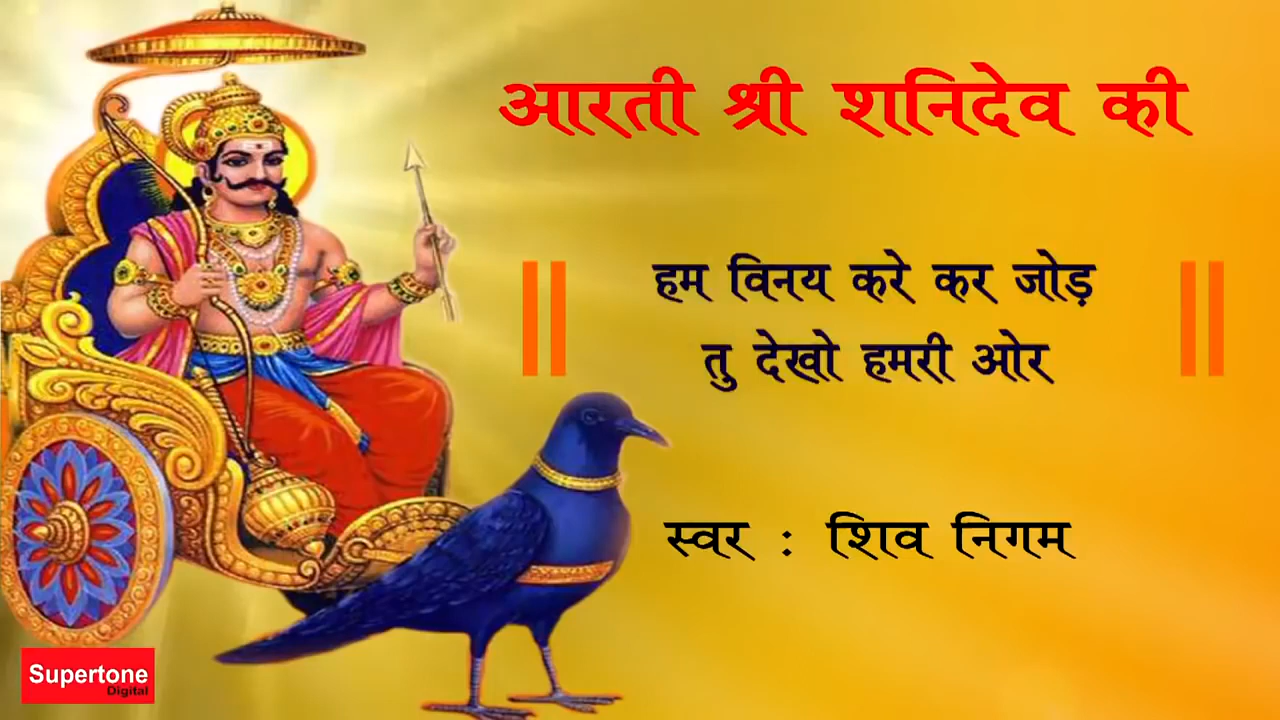 आरती श्री शनिदेव की
|| हम विनय करे कर जोड़
तु देखो हमरी ओर ||
स्वर : शिव निगम
Supertone
Digital